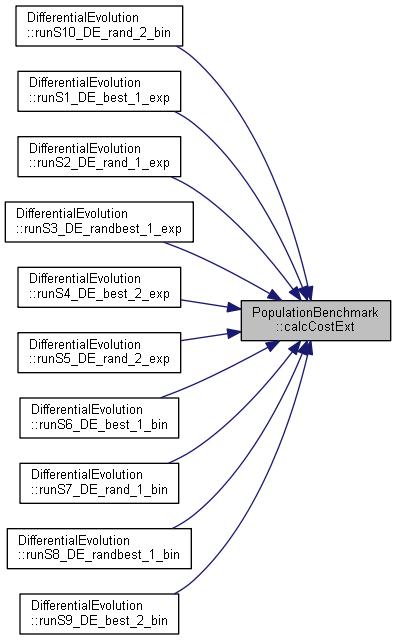 DifferentialEvolution
::runS10_DE_rand_2_bin
DifferentialEvolution
::runS1_DE_best_1_exp
DifferentialEvolution
::runS2_DE_rand_1_exp
DifferentialEvolution
::runS3_DE_randbest_1_exp
DifferentialEvolution
::runS4_DE_best_2_exp
PopulationBenchmark
::calcCostExt
DifferentialEvolution
::runS5_DE_rand_2_exp
DifferentialEvolution
::runS6_DE_best_1_bin
DifferentialEvolution
::runS7_DE_rand_1_bin
DifferentialEvolution
::runS8_DE_randbest_1_bin
DifferentialEvolution
::runS9_DE_best_2_bin